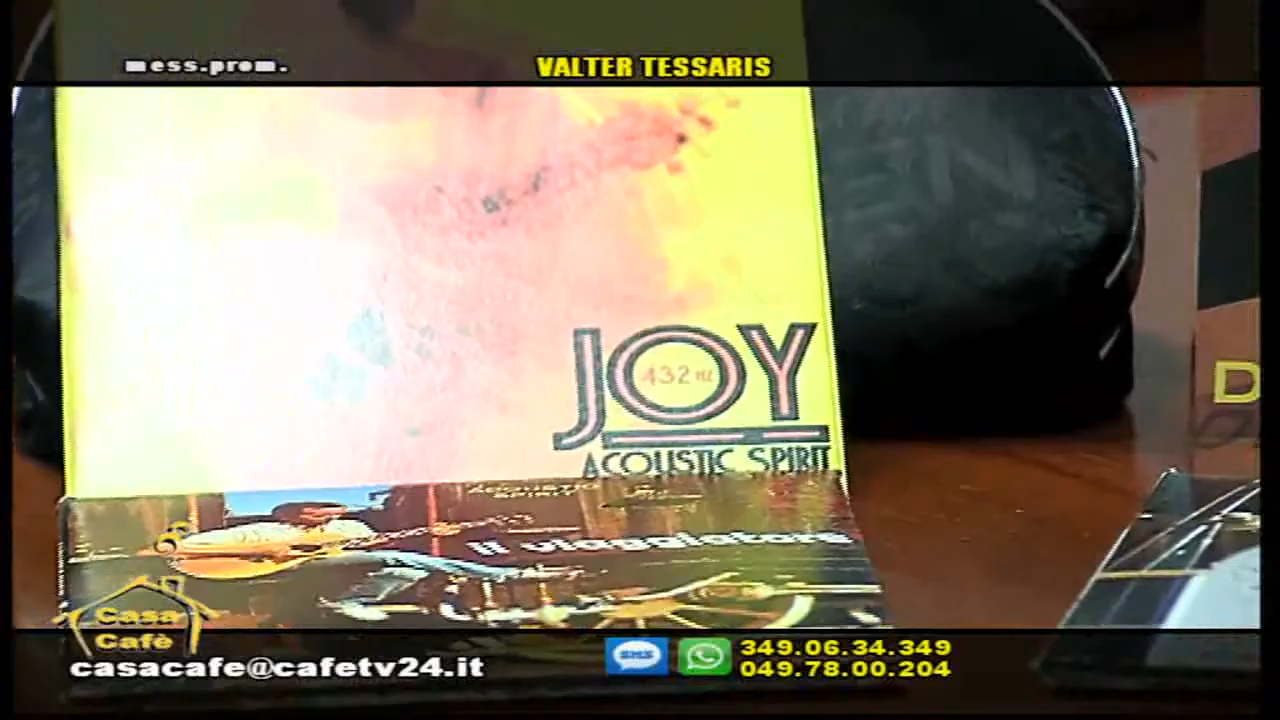 mess.prom.
VALTER TESSARIS
JOY
432 HZ
ACOUSTIC SPIRIT
il viaggiatore
D
Casa
Cafè
casacafe@cafetv24.it
SMS
349.06.34.349
049.78.00.204